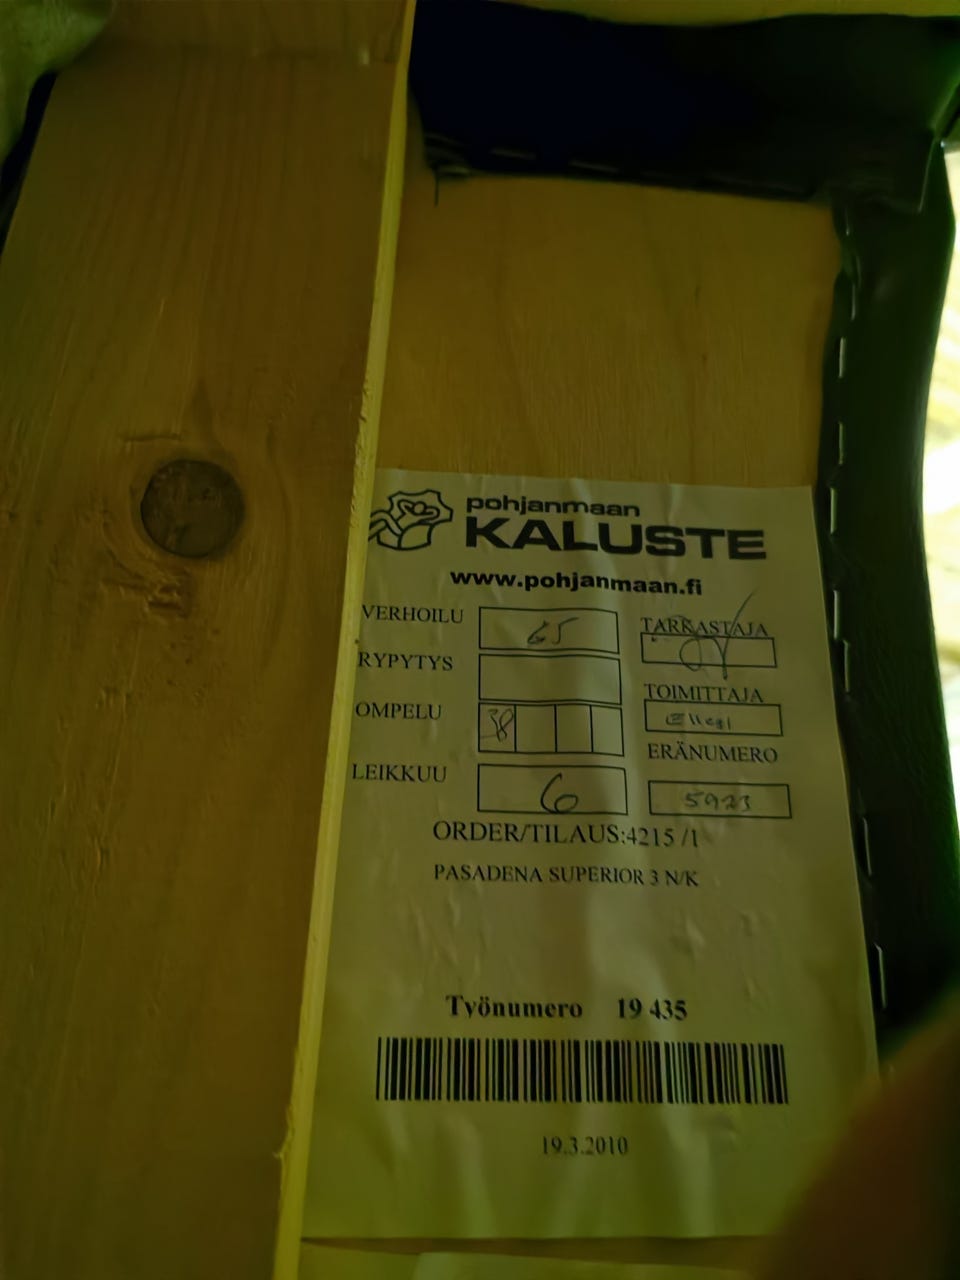 pohjanmaan
KALUSTE
www.pohjanmaan.fi
VERHOILU 65
TARKASTAJA
RYPYTYS
TOIMITTAJA
OMPELU 38
ERÄNUMERO
LEIKKUU 6
5923
ORDER/TILAUS:4215 /1
PASADENA SUPERIOR 3 N/K
Työnumero 19 435
19.3.2010